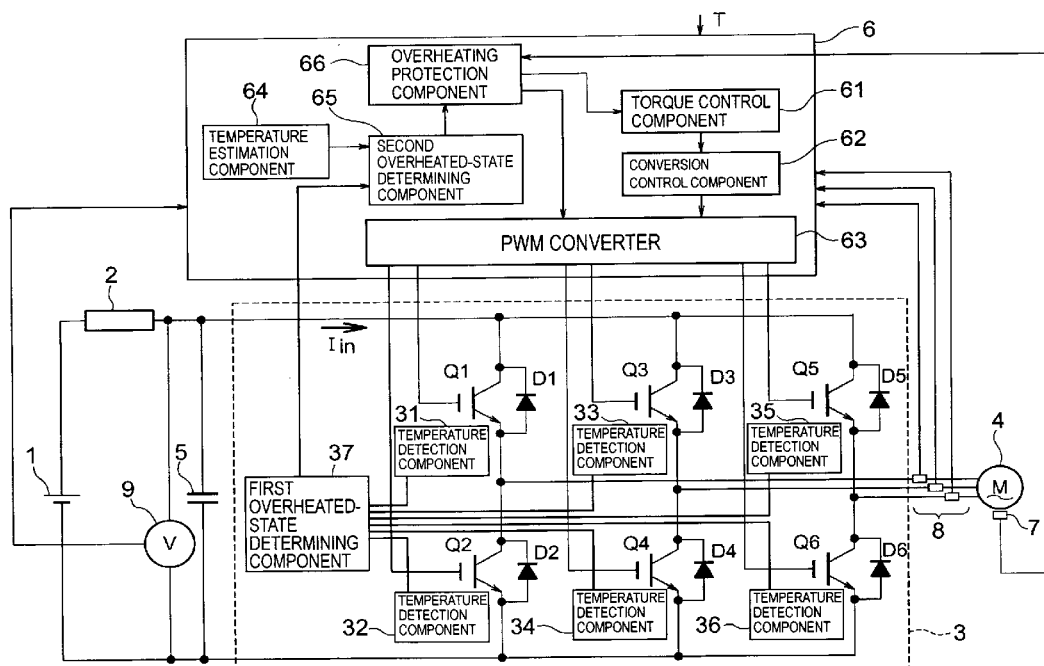 T
6
66
OVERHEATING
PROTECTION
COMPONENT
61
64
65
TORQUE CONTROL
COMPONENT
TEMPERATURE
ESTIMATION
COMPONENT
SECOND
OVERHEATED-STATE
DETERMINING
COMPONENT
62
CONVERSION
CONTROL COMPONENT
63
PWM CONVERTER
2
Iin
Q1
D1
Q3
D3
Q5
D5
31
TEMPERATURE
DETECTION
COMPONENT
33
TEMPERATURE
DETECTION
COMPONENT
35
TEMPERATURE
DETECTION
COMPONENT
4
M
1
9
5
V
37
FIRST
OVERHEATED-
STATE
DETERMINING
COMPONENT
8
7
Q2
D2
Q4
D4
Q6
D6
32
TEMPERATURE
DETECTION
COMPONENT
34
TEMPERATURE
DETECTION
COMPONENT
36
TEMPERATURE
DETECTION
COMPONENT
3